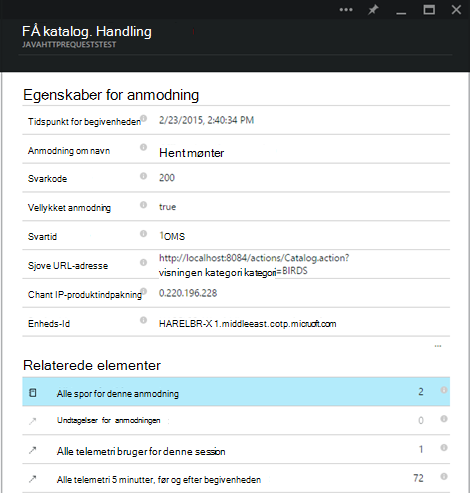 FÅ katalog. Handling
JAVAHTTPREQUESTSTEST
Egenskaber for anmodning
Tidspunkt for begivenheden 2/23/2015, 2:40:34 PM
Anmodning om navn Hent mønter
Svarkode 200
Vellykket anmodning true
Svartid 1OMS
Sjove URL-adresse http://localhost:8084/actions/Catalog.action?
visningen kategori kategori=BIRDS
Chant IP-produktindpakning 0.220.196.228
Enheds-Id HARELBR-X 1.middleeast.cotp.microuft.com
...
Relaterede elementer
Alle spor for denne anmodning 2
Undtagelser for anmodningen : 0
Alle telemetri bruger for denne session 1
Alle telemetri 5 minutter, før og efter begivenheden 72